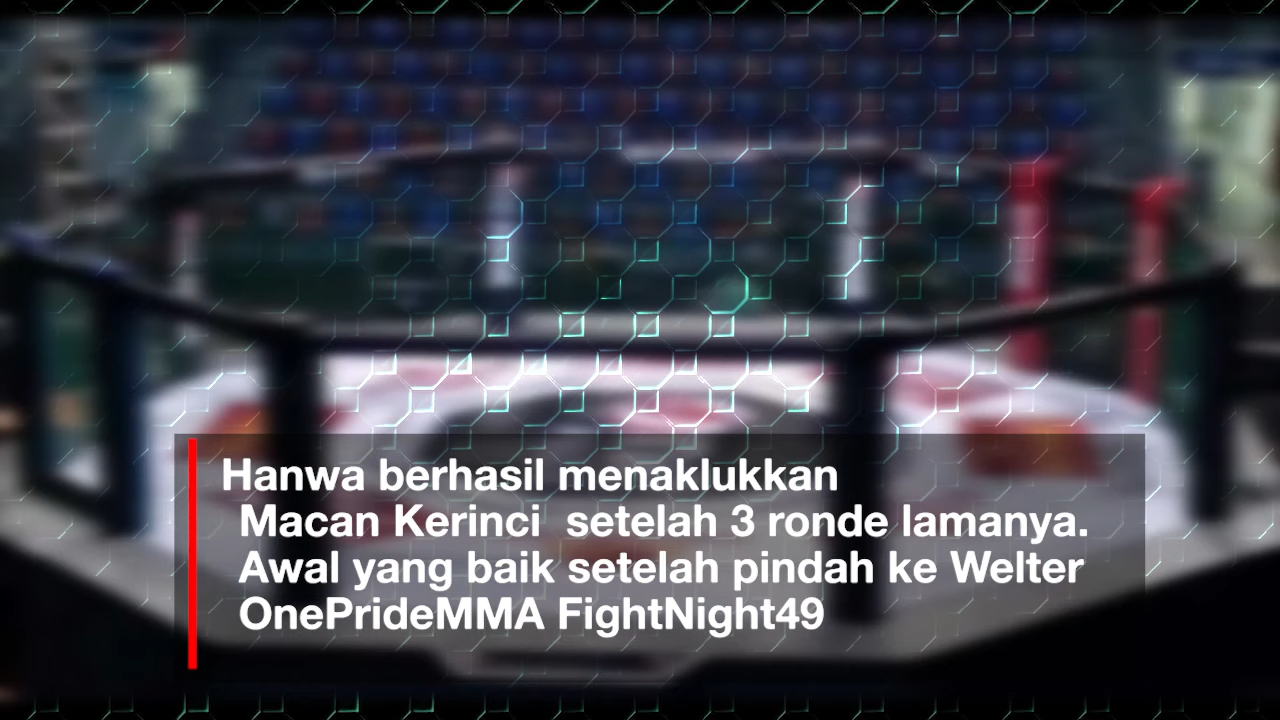 Hanwa berhasil menaklukkan
Macan Kerinci  setelah 3 ronde lamanya.
Awal yang baik setelah pindah ke Welter
OnePrideMMA FightNight49